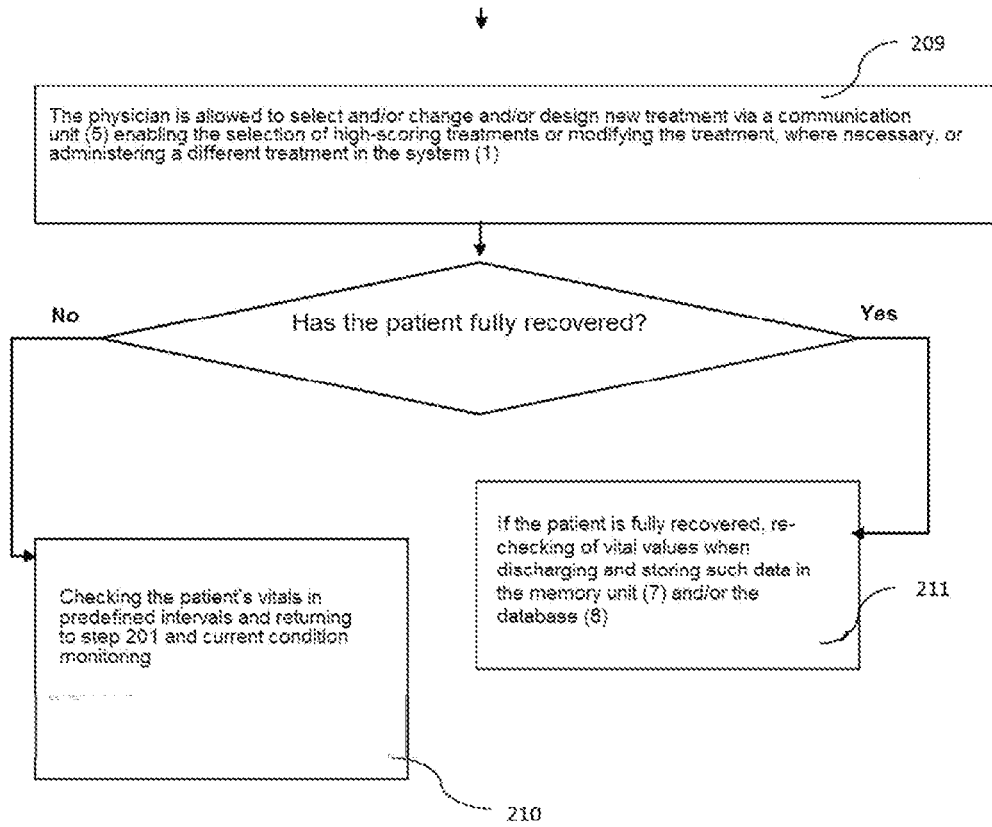 209
The physician is allowed to select and/or change and/or design new treatment via a communication
unit (5) enabling the selection of high-scoring treatments or modifying the treatment, where necessary, or
administering a different treatment in the system (1)
No
Yes
Has the patient fully recovered?
If the patient is fully recovered, re-
checking of vital values when
discharging and storing such data in
the memory unit (7) and/or the
database (8)
211
Checking the patient's vitals in
predefined intervals and returning
to step 201 and current condition
monitoring
210